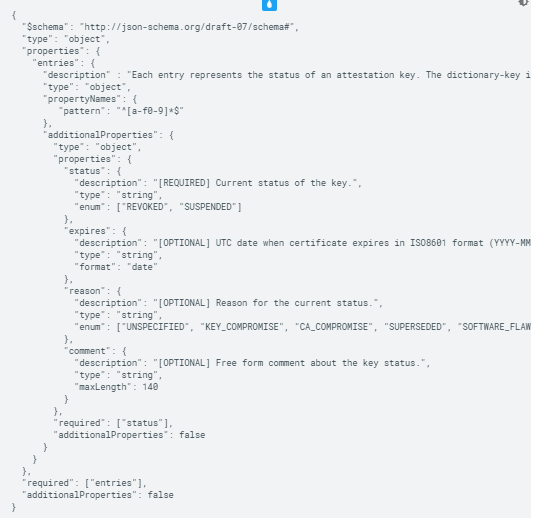 {
  "$schema": "http://json-schema.org/draft-07/schema#",
  "type": "object",
  "properties": {
    "entries": {
      "description" : "Each entry represents the status of an attestation key. The dictionary-key i
      "type": "object",
      "propertyNames": {
         "pattern": "^[a-f0-9]*$"
      },
      "additionalProperties": {
        "type": "object",
        "properties": {
          "status": {
            "description": "[REQUIRED] Current status of the key.",
            "type": "string",
            "enum": ["REVOKED", "SUSPENDED"]
          },
          "expires": {
            "description": "[OPTIONAL] UTC date when certificate expires in ISO8601 format (YYYY-MM
            "type": "string",
            "format": "date"
          },
          "reason": {
            "description": "[OPTIONAL] Reason for the current status.",
            "type": "string",
            "enum": ["UNSPECIFIED", "KEY_COMPROMISE", "CA_COMPROMISE", "SUPERSEDED", "SOFTWARE_FLAW
          },
          "comment": {
            "description": "[OPTIONAL] Free form comment about the key status.",
            "type": "string",
            "maxLength": 140
          }
        },
        "required": ["status"],
        "additionalProperties": false
      }
    }
  },
  "required": ["entries"],
  "additionalProperties": false
}